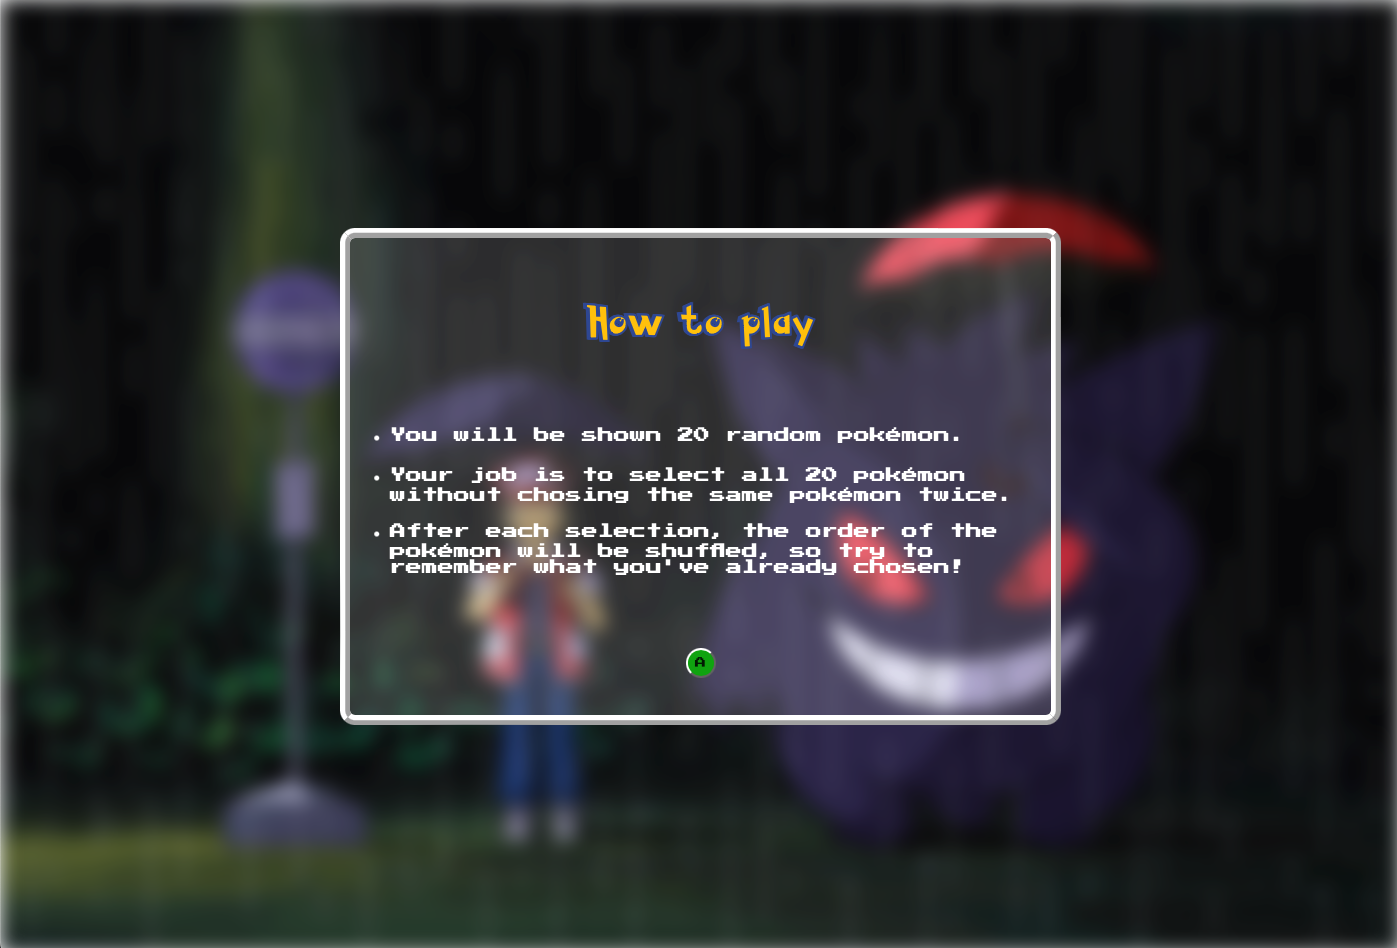 How to play
• You will be shown 20 random pokémon.
• Your job is to select all 20 pokémon
without chosing the same pokémon twice.
• After each selection, the order of the
pokémon will be shuffled, so try to
remember what you've already chosen!
A